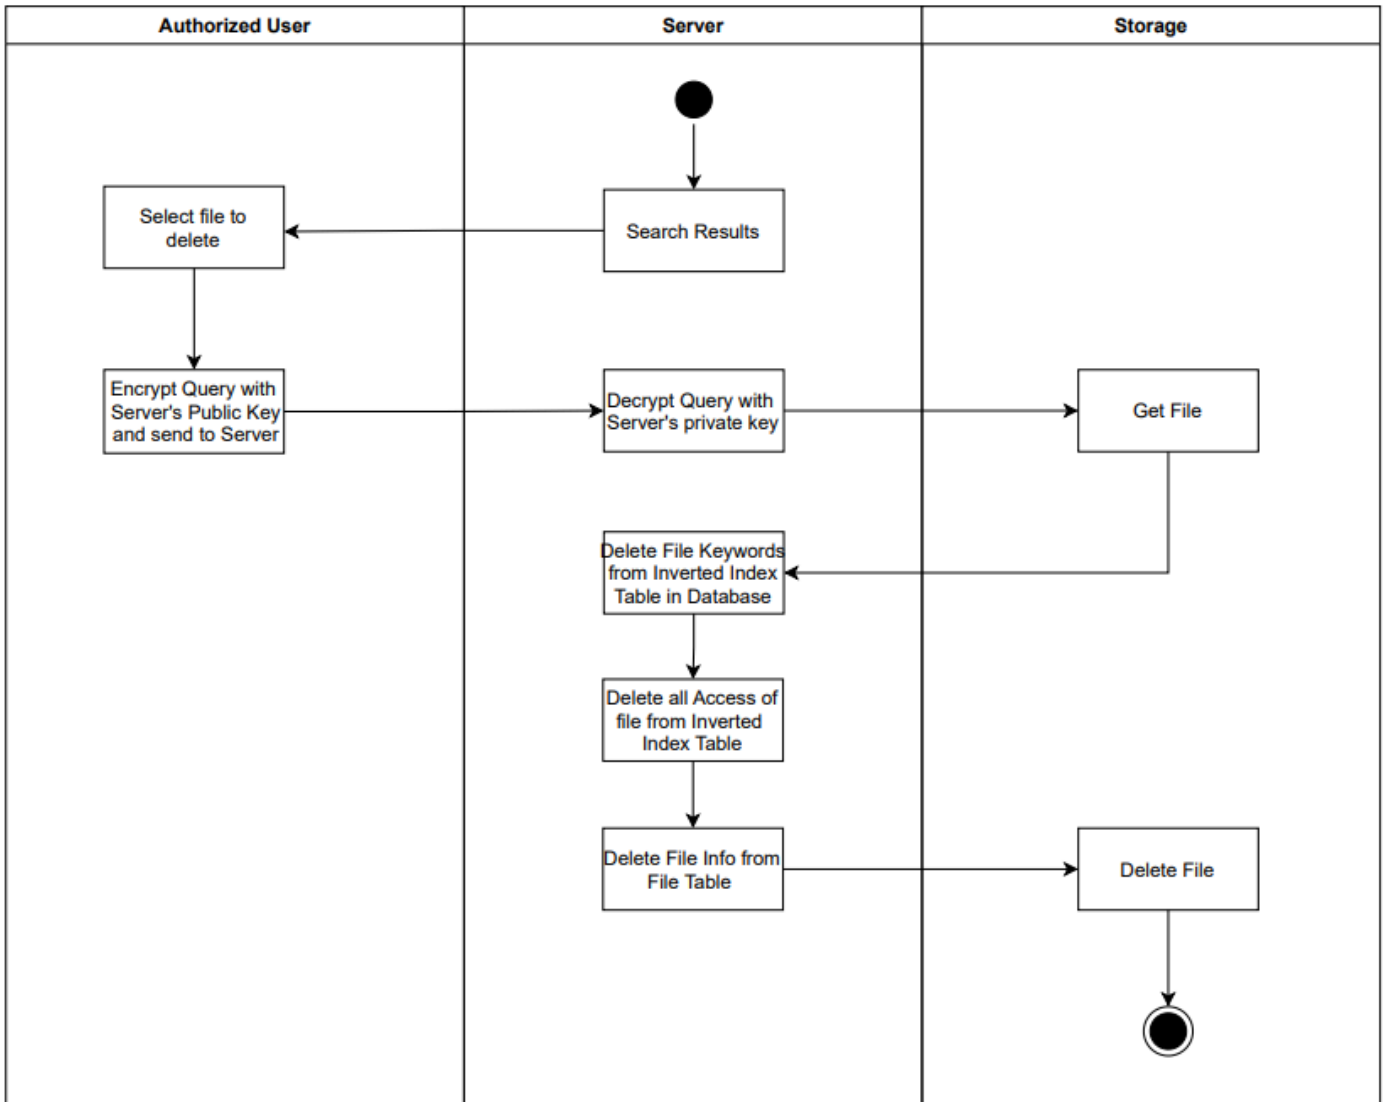 Authorized User
Server
Storage
Select file to
delete
Search Results
Encrypt Query with
Server's Public Key
and send to Server
Decrypt Query with
Server's private key
Get File
Delete File Keywords
from Inverted Index
Table in Database
Delete all Access of
file from Inverted
Index Table
Delete File Info from
File Table
Delete File